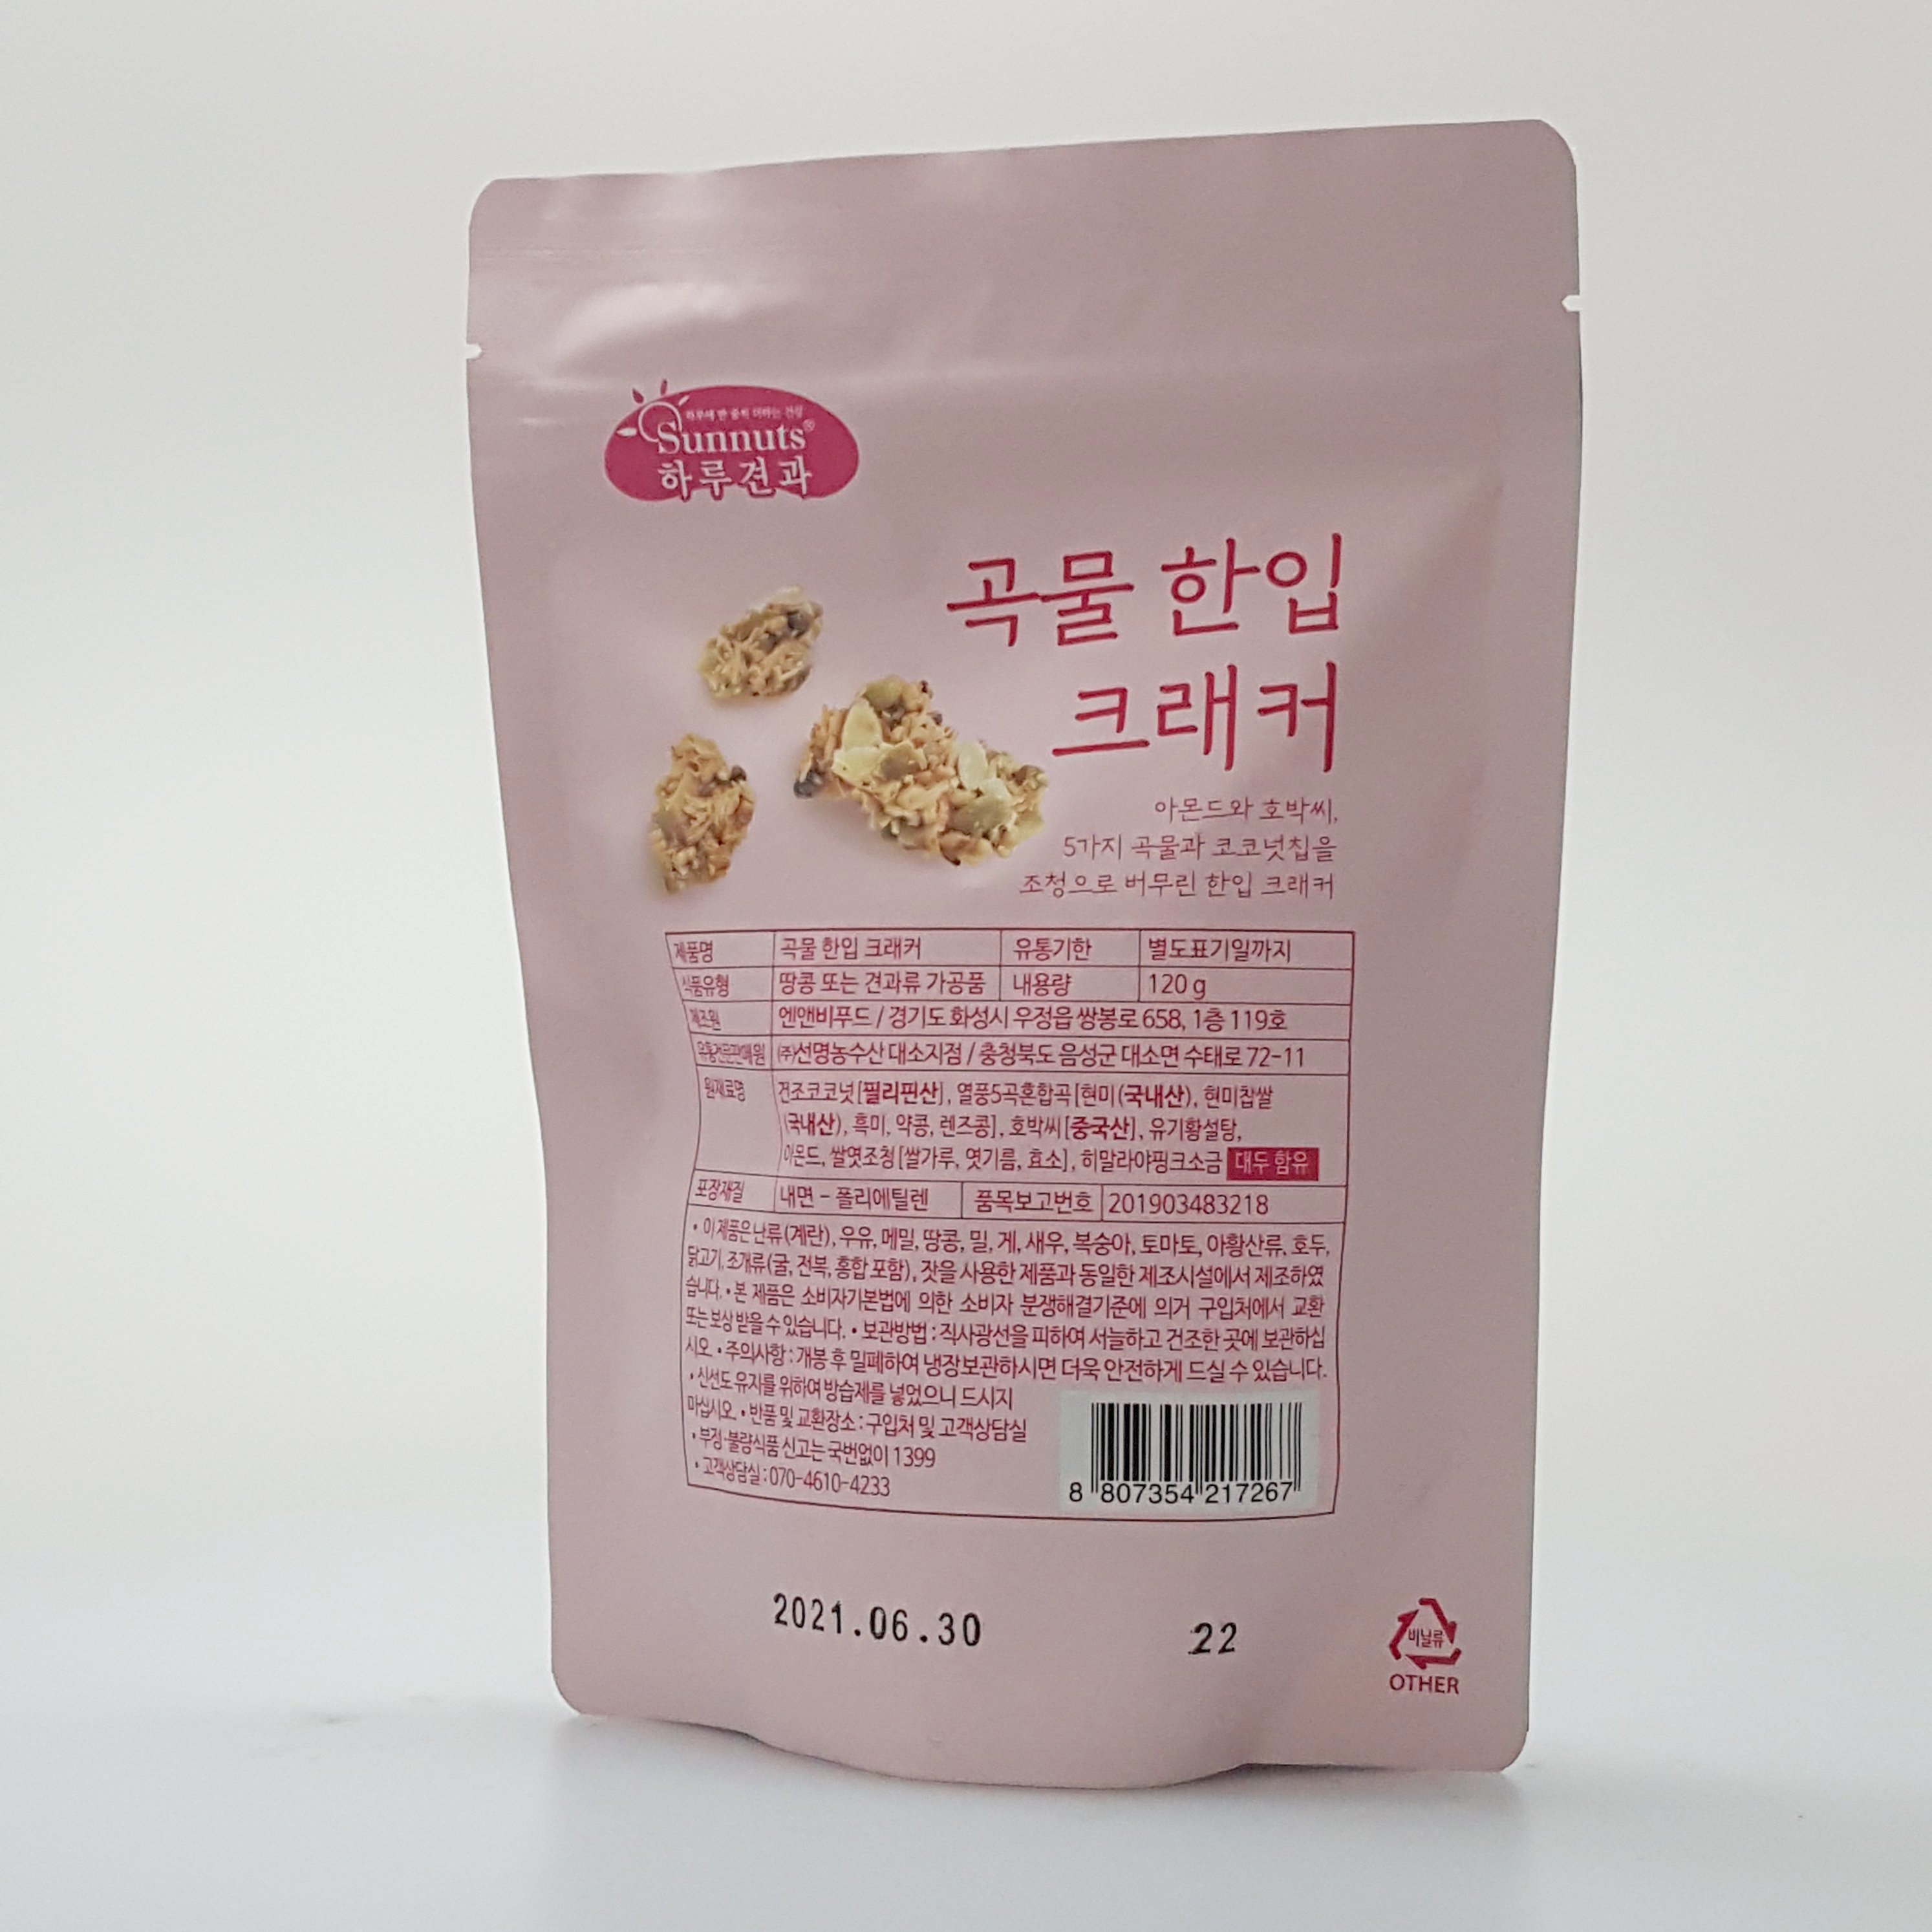 하루에 한 줌씩 더하는 건강
Sunnuts®
하루견과
곡물 한입
크래커
아몬드와 호박씨,
5가지 곡물과 코코넛칩을
조청으로 버무린 한입 크래커
제품명 곡물 한입 크래커 유통기한 별도표기일까지
식품유형 땅콩 또는 견과류 가공품 내용량 120 g
제조원 엔앤비푸드 / 경기도 화성시 우정읍 쌍봉로 658, 1층 119호
유통전문판매원 ㈜선명농수산 대소지점 / 충청북도 음성군 대소면 수태로 72-11
원재료명 건조코코넛[필리핀산], 열풍5곡혼합곡[현미(국내산), 현미찹쌀
(국내산), 흑미, 약콩, 렌즈콩], 호박씨[중국산], 유기황설탕,
아몬드, 쌀엿조청[쌀가루, 엿기름, 효소], 히말라야핑크소금 대두 함유
포장재질 내면 - 폴리에틸렌 품목보고번호 201903483218
• 이 제품은 난류(계란), 우유, 메밀, 땅콩, 밀, 게, 새우, 복숭아, 토마토, 아황산류, 호두,
닭고기, 조개류(굴, 전복, 홍합 포함), 잣을 사용한 제품과 동일한 제조시설에서 제조하였
습니다. • 본 제품은 소비자기본법에 의한 소비자 분쟁해결기준에 의거 구입처에서 교환
또는 보상 받을 수 있습니다. • 보관방법 : 직사광선을 피하여 서늘하고 건조한 곳에 보관하십
시오. • 주의사항 : 개봉 후 밀폐하여 냉장보관하시면 더욱 안전하게 드실 수 있습니다.
• 신선도 유지를 위하여 방습제를 넣었으니 드시지
마십시오. • 반품 및 교환장소 : 구입처 및 고객상담실
• 부정·불량식품 신고는 국번없이 1399
• 고객상담실 : 070-4610-4233
8 807354 217267
2021.06.30 22
비닐류
OTHER